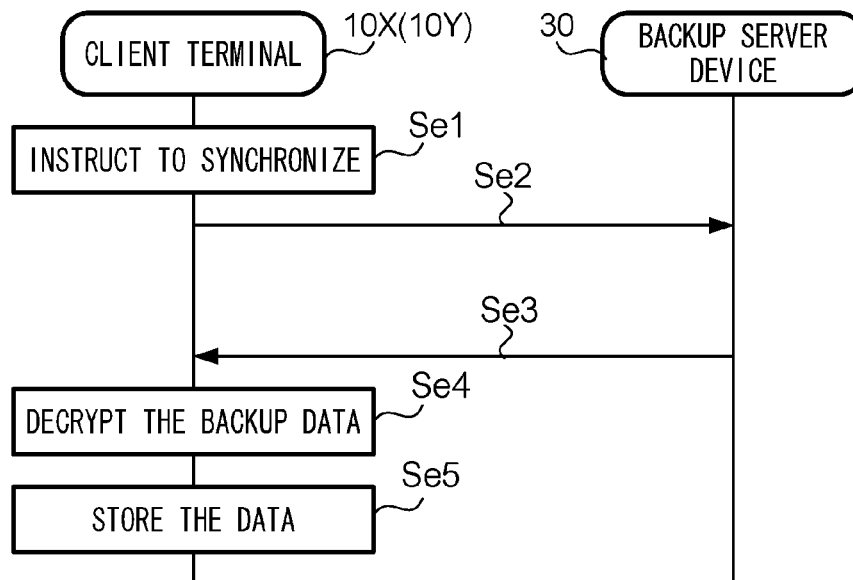 CLIENT TERMINAL
10X(10Y)
30
BACKUP SERVER
DEVICE
Se1
INSTRUCT TO SYNCHRONIZE
Se2
Se3
Se4
DECRYPT THE BACKUP DATA
Se5
STORE THE DATA